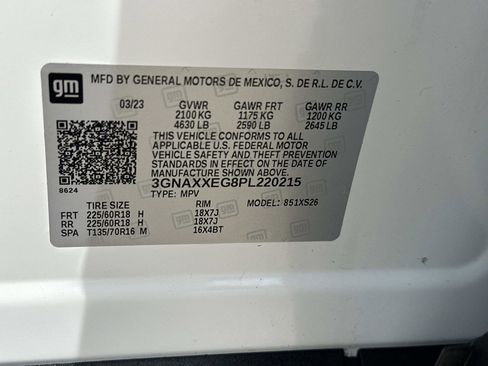 gm MFD BY GENERAL MOTORS DE MEXICO, S. DE R.L. DE C.V.
03/23 GVWR GAWR FRT GAWR RR
2100 KG 1175 KG 1200 KG
4630 LB 2590 LB 2645 LB
THIS VEHICLE CONFORMS TO ALL
APPLICABLE U.S. FEDERAL MOTOR
VEHICLE SAFETY AND THEFT PREVENTION
STANDARDS IN EFFECT ON THE DATE
OF MANUFACTURE SHOWN ABOVE.
3GNAXXEG8PL220215
8624 TYPE: MPV MODEL: 851XS26
TIRE SIZE RIM
FRT 225/60R18 H 18X7J
RR 225/60R18 H 18X7J
SPA T135/70R16 M 16X4BT